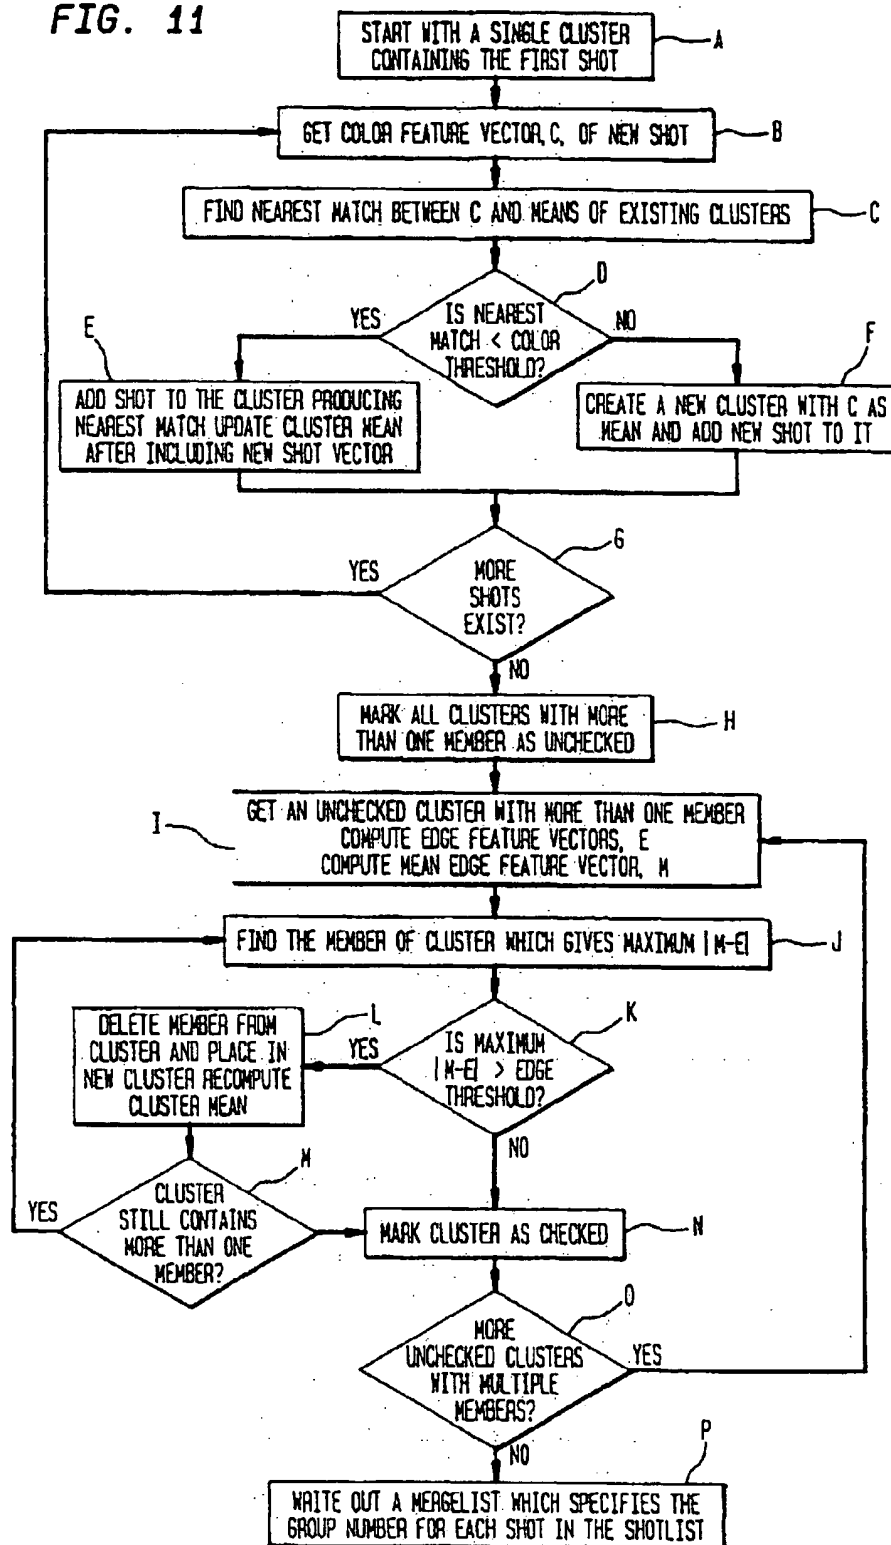 FIG. 11
START WITH A SINGLE CLUSTER
CONTAINING THE FIRST SHOT
A
GET COLOR FEATURE VECTOR, C, OF NEW SHOT
B
FIND NEAREST MATCH BETWEEN C AND MEANS OF EXISTING CLUSTERS
C
D
IS NEAREST
MATCH < COLOR
THRESHOLD?
YES
NO
E
ADD SHOT TO THE CLUSTER PRODUCING
NEAREST MATCH UPDATE CLUSTER MEAN
AFTER INCLUDING NEW SHOT VECTOR
F
CREATE A NEW CLUSTER WITH C AS
MEAN AND ADD NEW SHOT TO IT
G
MORE
SHOTS
EXIST?
YES
NO
MARK ALL CLUSTERS WITH MORE
THAN ONE MEMBER AS UNCHECKED
H
I
GET AN UNCHECKED CLUSTER WITH MORE THAN ONE MEMBER
COMPUTE EDGE FEATURE VECTORS, E
COMPUTE MEAN EDGE FEATURE VECTOR, M
FIND THE MEMBER OF CLUSTER WHICH GIVES MAXIMUM |M-E|
J
K
IS MAXIMUM
|M-E| > EDGE
THRESHOLD?
YES
NO
L
DELETE MEMBER FROM
CLUSTER AND PLACE IN
NEW CLUSTER RECOMPUTE
CLUSTER MEAN
M
CLUSTER
STILL CONTAINS
MORE THAN ONE
MEMBER?
YES
MARK CLUSTER AS CHECKED
N
O
MORE
UNCHECKED CLUSTERS
WITH MULTIPLE
MEMBERS?
YES
NO
P
WRITE OUT A MERGELIST WHICH SPECIFIES THE
GROUP NUMBER FOR EACH SHOT IN THE SHOTLIST